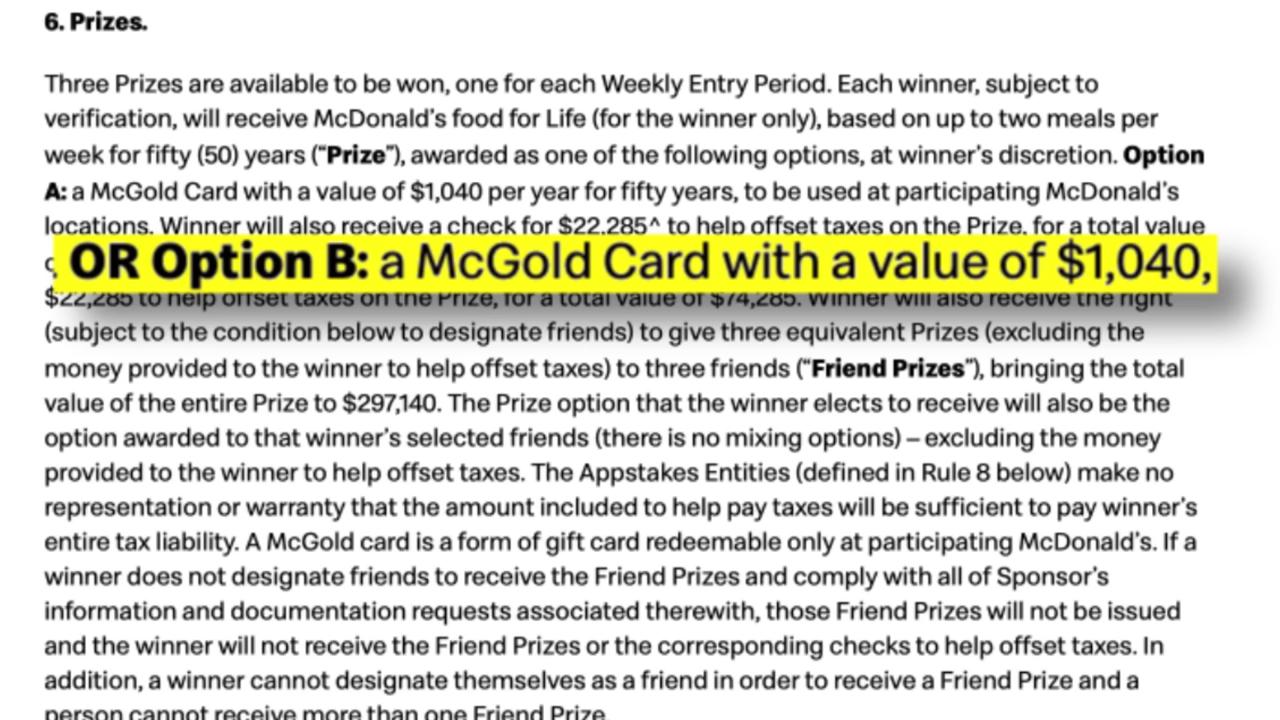 6. Prizes.
Three Prizes are available to be won, one for each Weekly Entry Period. Each winner, subject to
verification, will receive McDonald's food for Life (for the winner only), based on up to two meals per
week for fifty (50) years (“Prize”), awarded as one of the following options, at winner's discretion. Option
A: a McGold Card with a value of $1,040 per year for fifty years, to be used at participating McDonald's
locations. Winner will also receive a check for $22,285^ to help offset taxes on the Prize, for a total value
OR Option B: a McGold Card with a value of $1,040,
$22,285 to help offset taxes on the Prize, for a total value of $74,285. Winner will also receive the right
(subject to the condition below to designate friends) to give three equivalent Prizes (excluding the
money provided to the winner to help offset taxes) to three friends (“Friend Prizes”), bringing the total
value of the entire Prize to $297,140. The Prize option that the winner elects to receive will also be the
option awarded to that winner's selected friends (there is no mixing options) – excluding the money
provided to the winner to help offset taxes. The Appstakes Entities (defined in Rule 8 below) make no
representation or warranty that the amount included to help pay taxes will be sufficient to pay winner's
entire tax liability. A McGold card is a form of gift card redeemable only at participating McDonald's. If a
winner does not designate friends to receive the Friend Prizes and comply with all of Sponsor's
information and documentation requests associated therewith, those Friend Prizes will not be issued
and the winner will not receive the Friend Prizes or the corresponding checks to help offset taxes. In
addition, a winner cannot designate themselves as a friend in order to receive a Friend Prize and a
person cannot receive more than one Friend Prize.